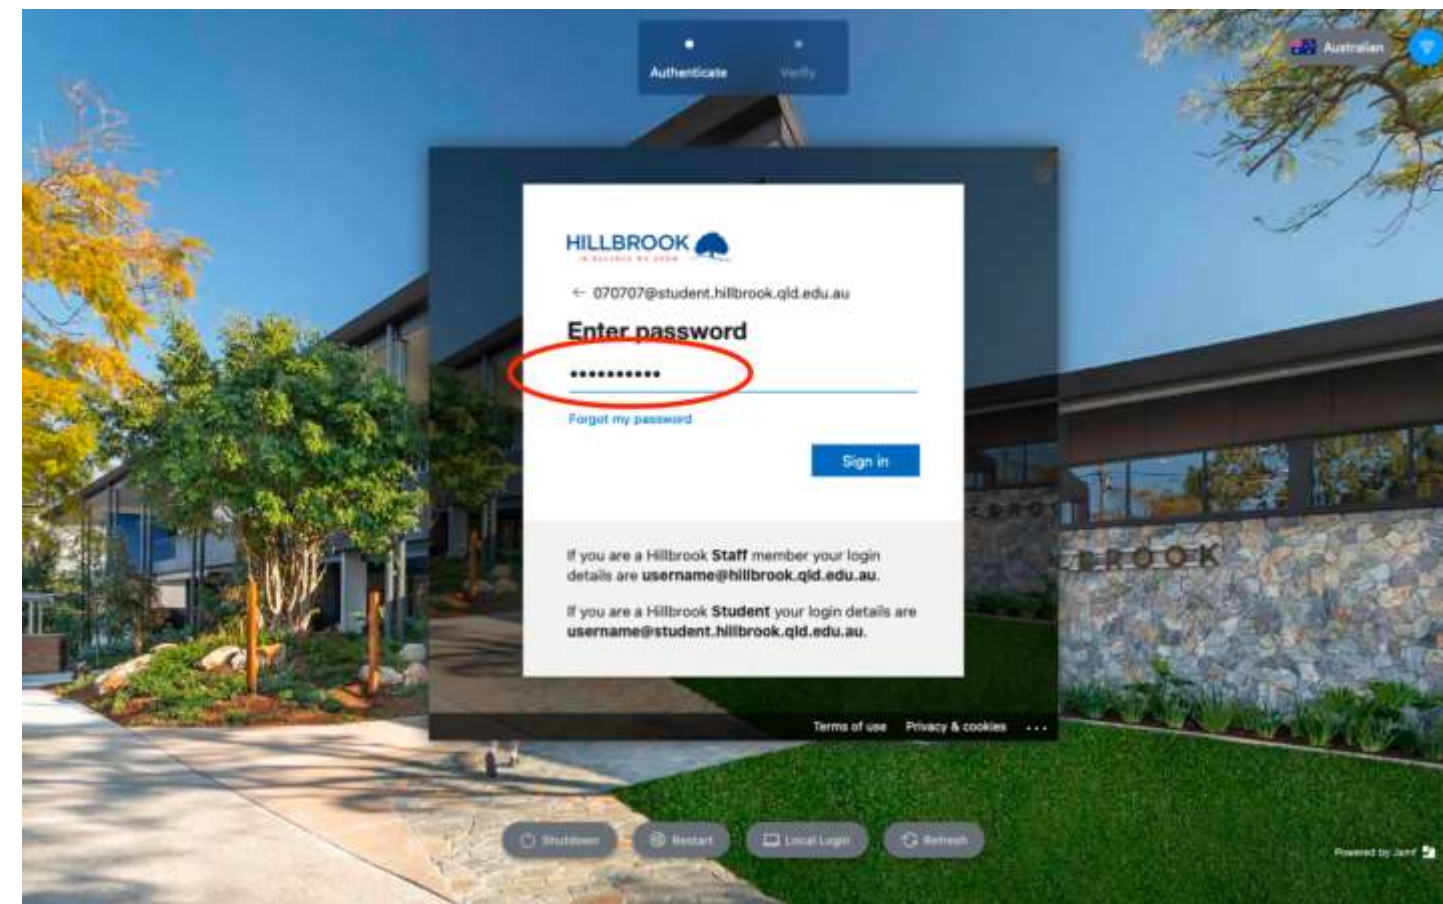 Authenticate
Verify
Australian
HILLBROOK
← 070707@student.hillbrook.qld.edu.au
Enter password
••••••••••
Forgot my password
Sign in
If you are a Hillbrook Staff member your login
details are username@hillbrook.qld.edu.au.
If you are a Hillbrook Student your login details are
username@student.hillbrook.qld.edu.au.
BROOK
Terms of use Privacy & cookies ...
Shutdown Restart Local Login Refresh
Powered by Jamf